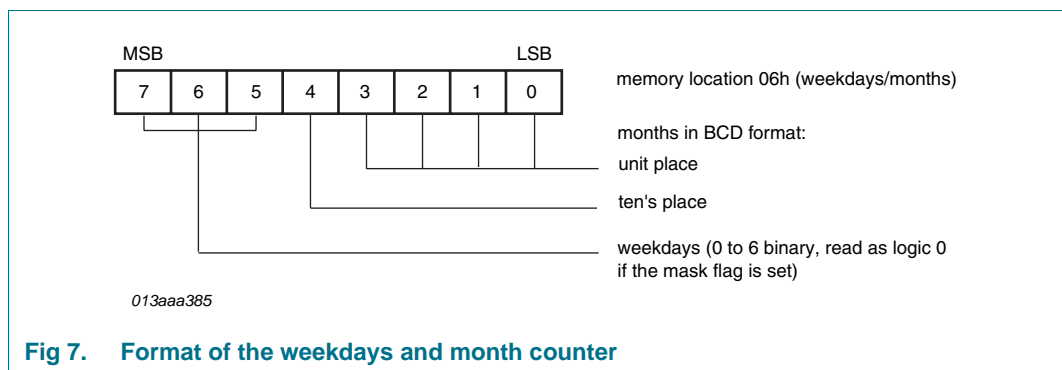 MSB LSB
7 6 5 4 3 2 1 0
memory location 06h (weekdays/months)
months in BCD format:
unit place
ten's place
weekdays (0 to 6 binary, read as logic 0
if the mask flag is set)
013aaa385
Fig 7. Format of the weekdays and month counter